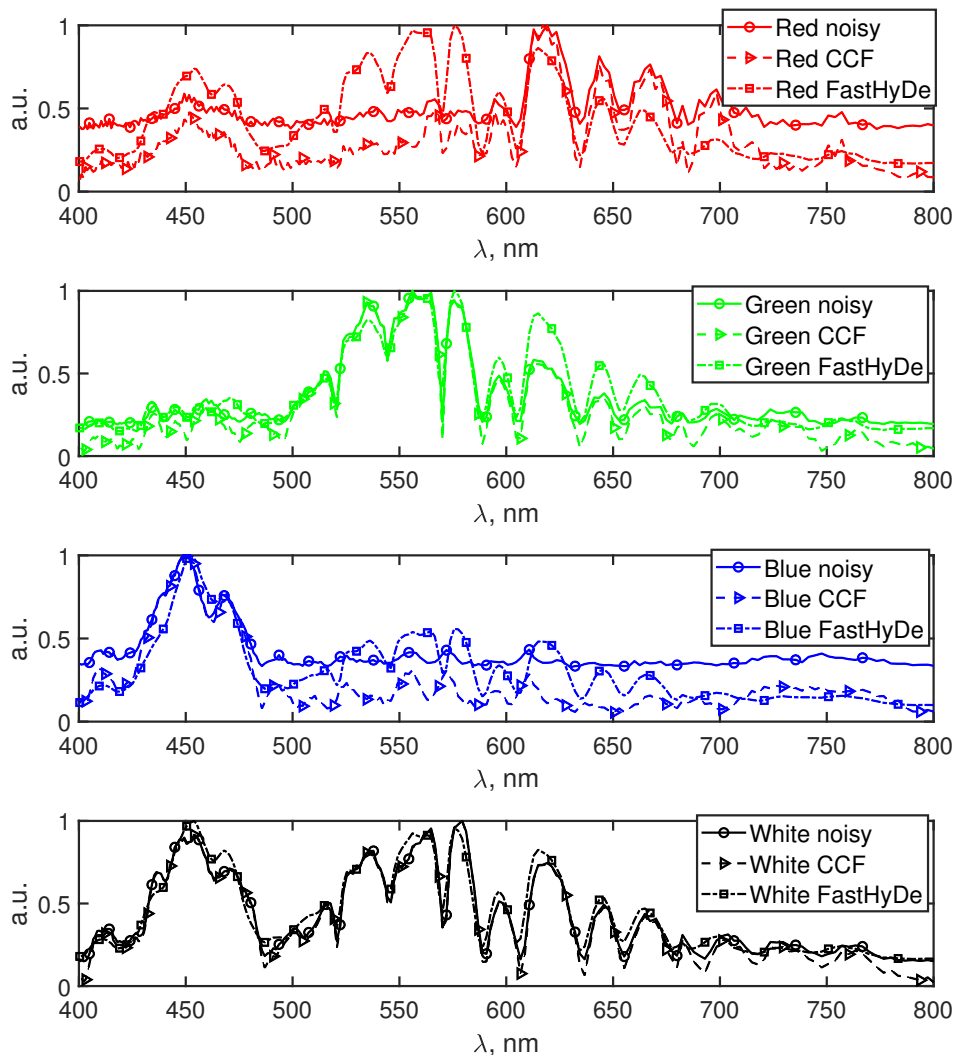 1
Red noisy
Red CCF
Red FastHyDe
a.u.
0.5
1
400 450 500 550 600 650 700 750 800
λ, nm
1
Green noisy
Green CCF
Green FastHyDe
a.u.
0.5
1
400 450 500 550 600 650 700 750 800
λ, nm
1
Blue noisy
Blue CCF
Blue FastHyDe
a.u.
0.5
1
400 450 500 550 600 650 700 750 800
λ, nm
1
White noisy
White CCF
White FastHyDe
a.u.
0.5
1
400 450 500 550 600 650 700 750 800
λ, nm